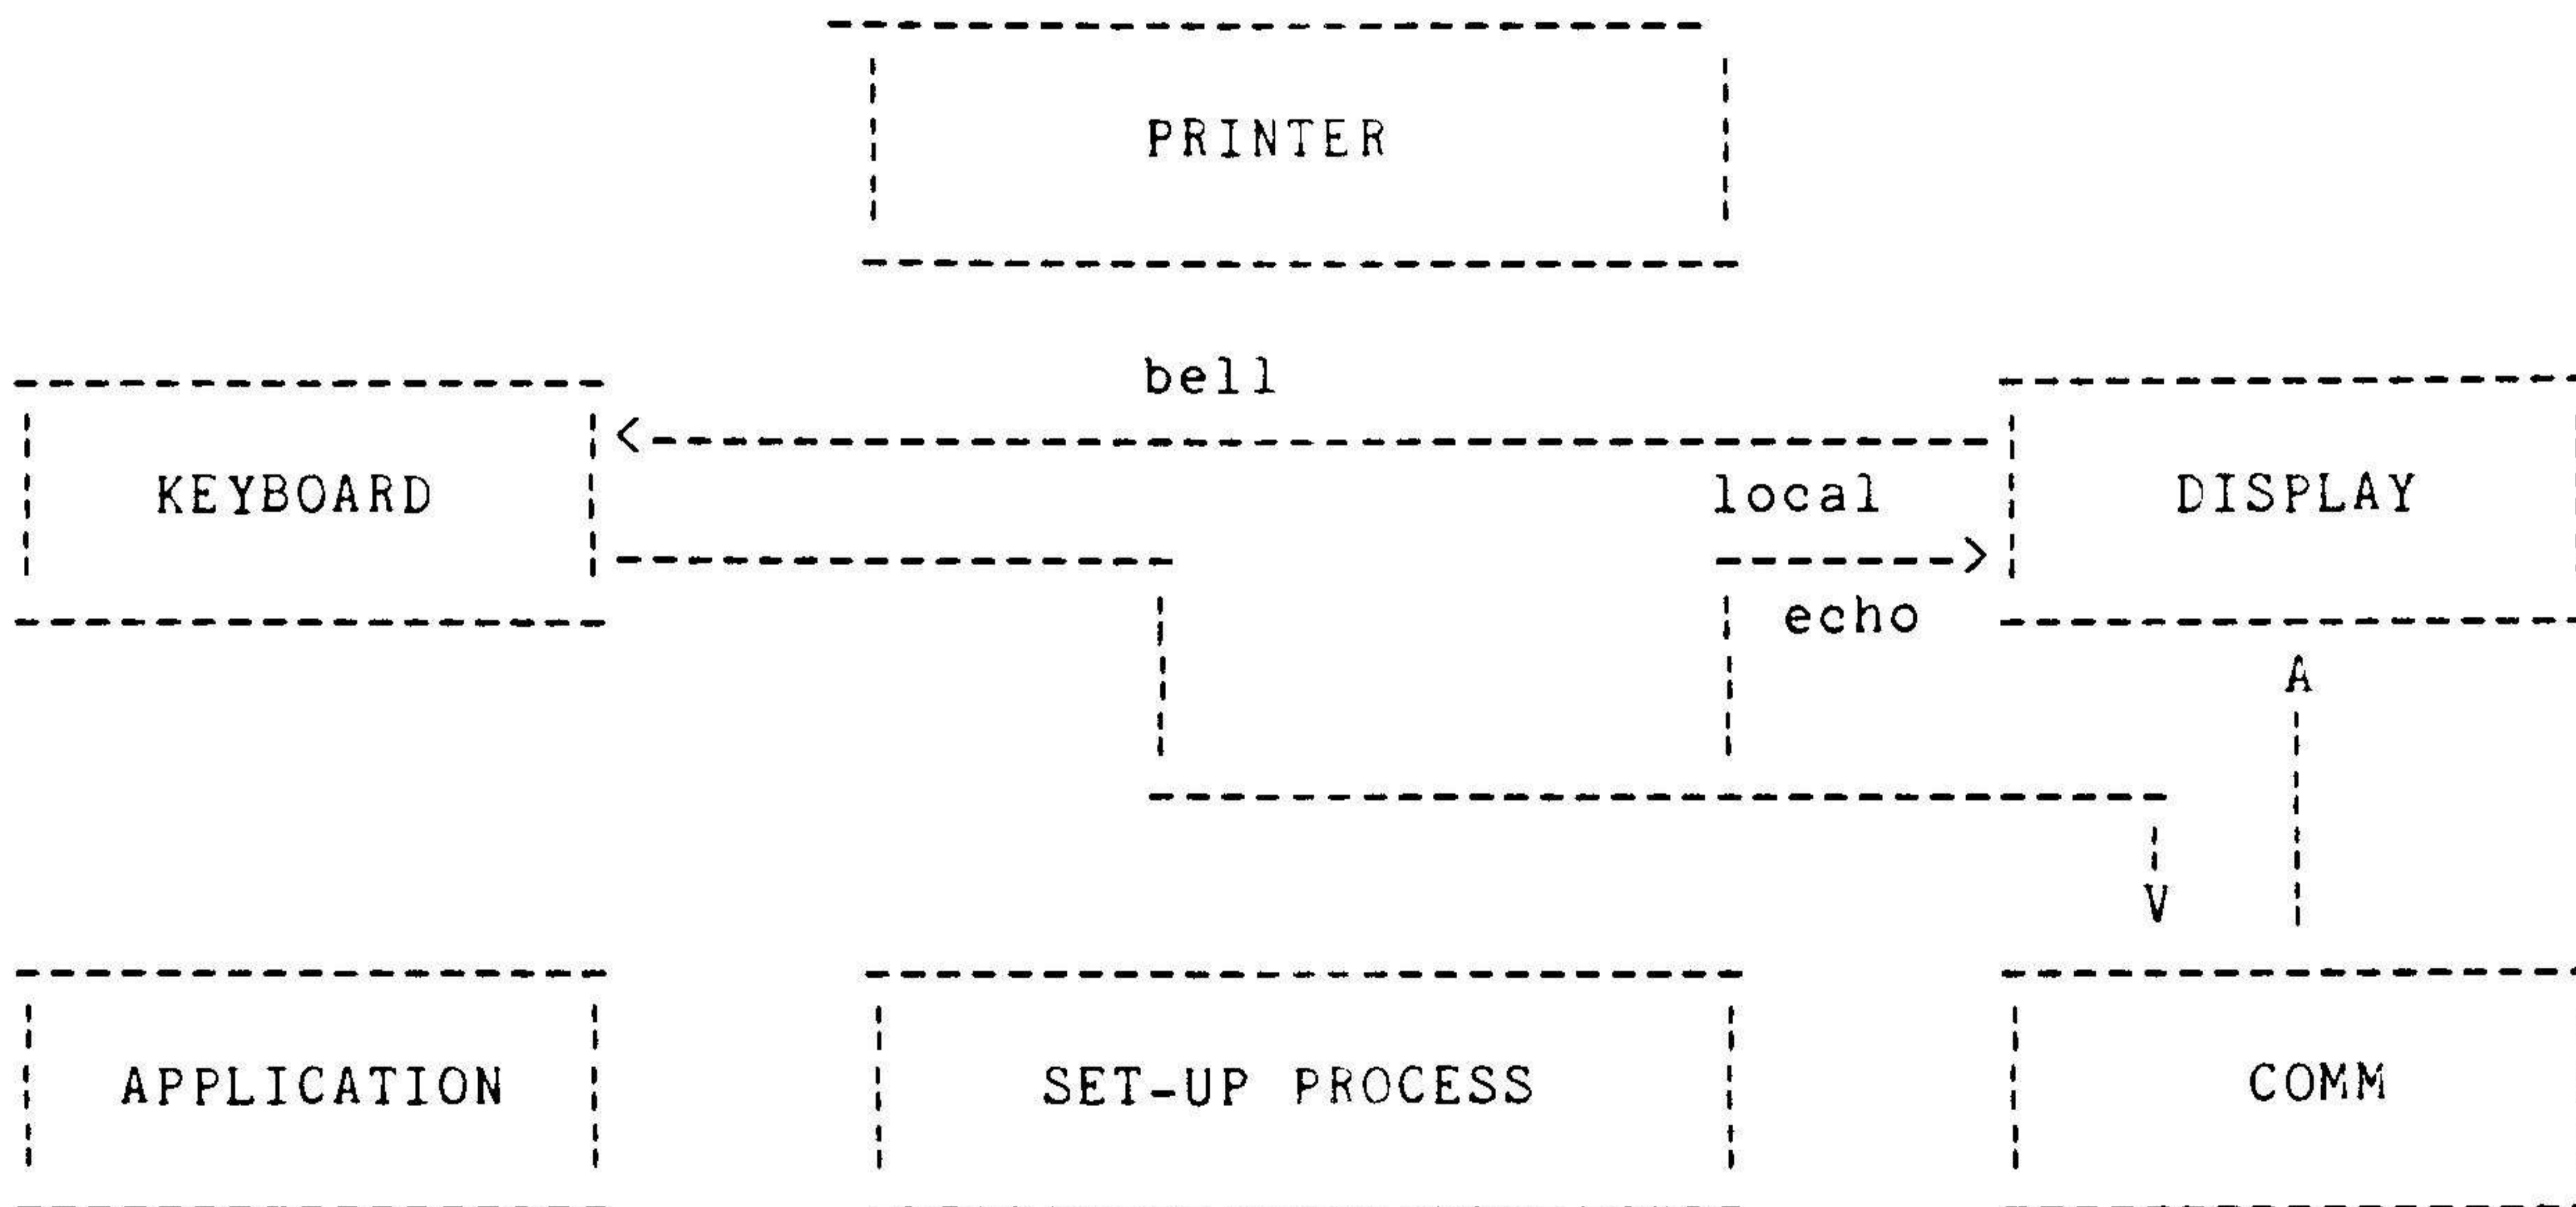 PRINTER
bell
KEYBOARD local DISPLAY
echo
A
V
APPLICATION SET-UP PROCESS COMM